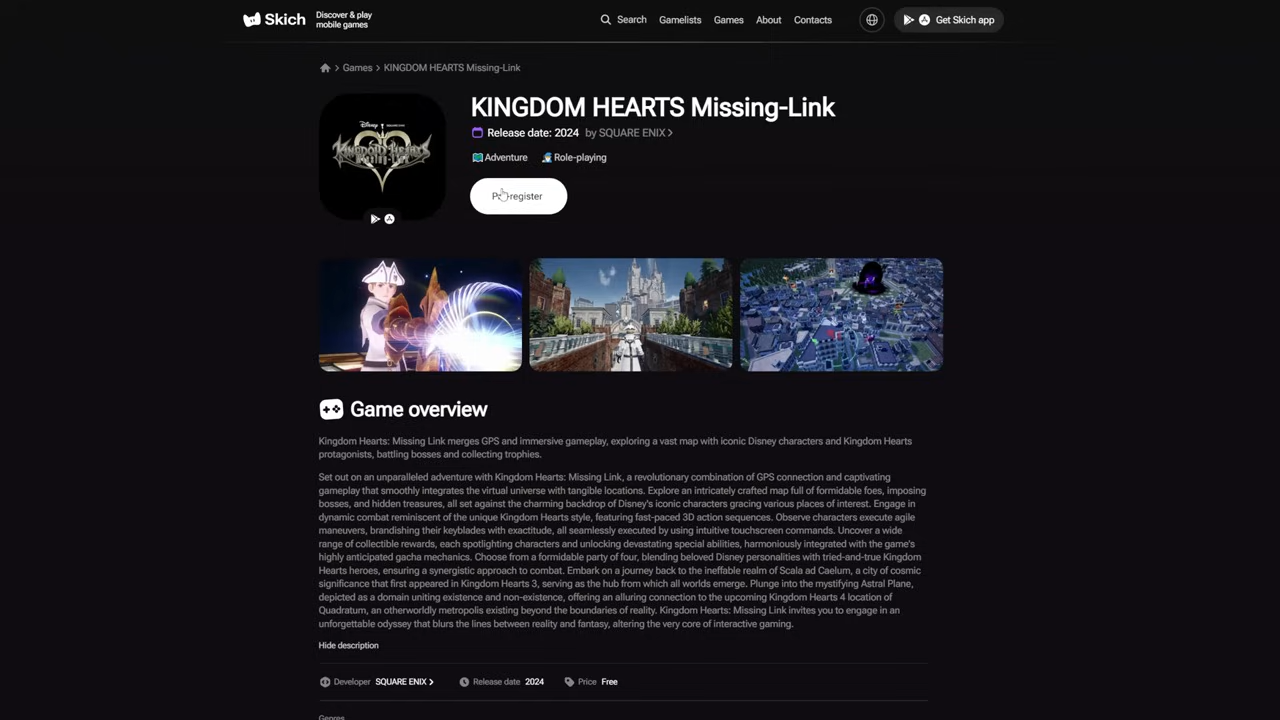 Skich
Discover & play
mobile games
Search
Gamelists
Games
About
Contacts
Get Skich app
Games
KINGDOM HEARTS Missing-Link
KINGDOM HEARTS Missing-Link
Release date: 2024
by SQUARE ENIX
Adventure
Role-playing
Pre-register
Disney
KINGDOM HEARTS
Missing-Link
Game overview
Kingdom Hearts: Missing Link merges GPS and immersive gameplay, exploring a vast map with iconic Disney characters and Kingdom Hearts
protagonists, battling bosses and collecting trophies.
Set out on an unparalleled adventure with Kingdom Hearts: Missing Link, a revolutionary combination of GPS connection and captivating
gameplay that smoothly integrates the virtual universe with tangible locations. Explore an intricately crafted map full of formidable foes, imposing
bosses, and hidden treasures, all set against the charming backdrop of Disney's iconic characters gracing various places of interest. Engage in
dynamic combat reminiscent of the unique Kingdom Hearts style, featuring fast-paced 3D action sequences. Observe characters execute agile
maneuvers, brandishing their keyblades with exactitude, all seamlessly executed by using intuitive touchscreen commands. Uncover a wide
range of collectible rewards, each spotlighting characters and unlocking devastating special abilities, harmoniously integrated with the game's
highly anticipated gacha mechanics. Choose from a formidable party of four, blending beloved Disney personalities with tried-and-true Kingdom
Hearts heroes, ensuring a synergistic approach to combat. Embark on a journey back to the ineffable realm of Scala ad Caelum, a city of cosmic
significance that first appeared in Kingdom Hearts 3, serving as the hub from which all worlds emerge. Plunge into the mystifying Astral Plane,
depicted as a domain uniting existence and non-existence, offering an alluring connection to the upcoming Kingdom Hearts 4 location of
Quadratum, an otherworldly metropolis existing beyond the boundaries of reality. Kingdom Hearts: Missing Link invites you to engage in an
unforgettable odyssey that blurs the lines between reality and fantasy, altering the very core of interactive gaming.
Hide description
Developer SQUARE ENIX
Release date 2024
Price Free
Genres